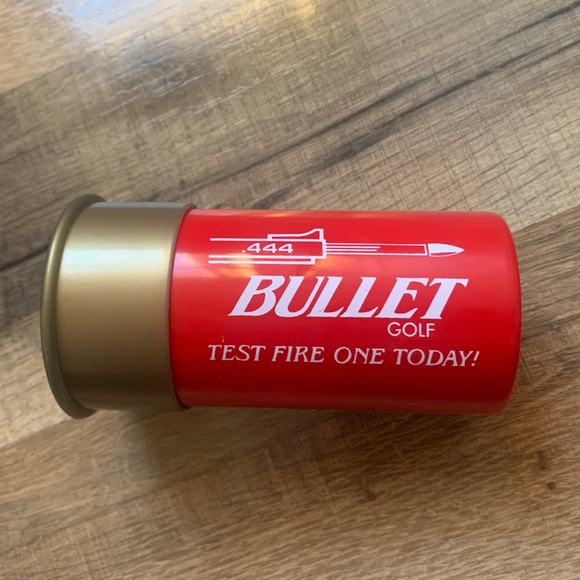 .444
BULLET
GOLF
TEST FIRE ONE TODAY!